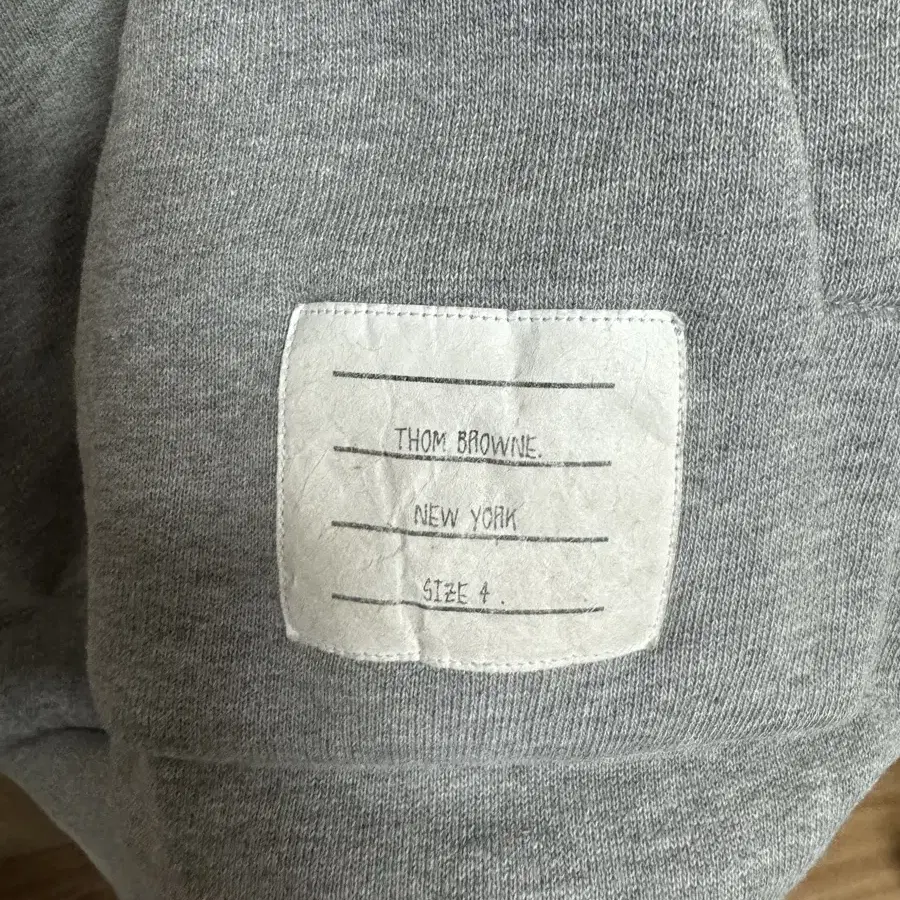 THOM BROWNE.
NEW YORK
SIZE 4.